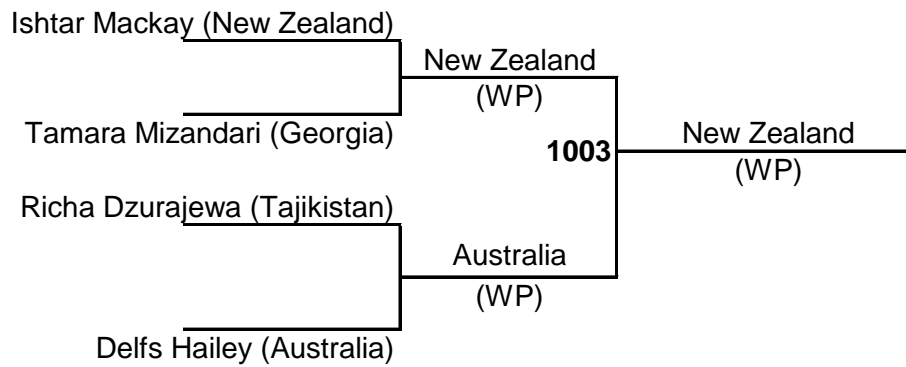 Ishtar Mackay (New Zealand)
New Zealand
(WP)
Tamara Mizandari (Georgia)
1003
New Zealand
(WP)
Richa Dzurajewa (Tajikistan)
Australia
(WP)
Delfs Hailey (Australia)